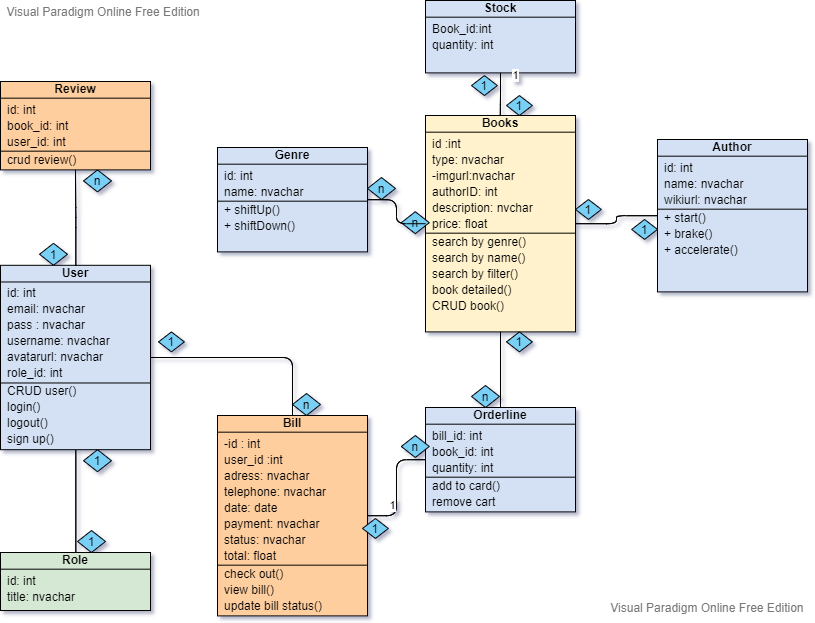 Visual Paradigm Online Free Edition
Stock
Book_id:int
quantity: int
1
1
1
Review
id: int
book_id: int
user_id: int
crud review()
n
Genre
id: int
name: nvachar
+ shiftUp()
+ shiftDown()
n
n
Books
id :int
type: nvachar
-imgurl:nvachar
authorID: int
description: nvchar
price: float
search by genre()
search by name()
search by filter()
book detailed()
CRUD book()
1
1
Author
id: int
name: nvachar
wikiurl: nvachar
+ start()
+ brake()
+ accelerate()
1
User
id: int
email: nvachar
pass : nvachar
username: nvachar
avatarurl: nvachar
role_id: int
CRUD user()
login()
logout()
sign up()
1
n
1
n
Bill
-id : int
user_id :int
adress: nvachar
telephone: nvachar
date: date
payment: nvachar
status: nvachar
total: float
check out()
view bill()
update bill status()
n
1
1
Orderline
bill_id: int
book_id: int
quantity: int
add to card()
remove cart
1
1
Role
id: int
title: nvachar
Visual Paradigm Online Free Edition